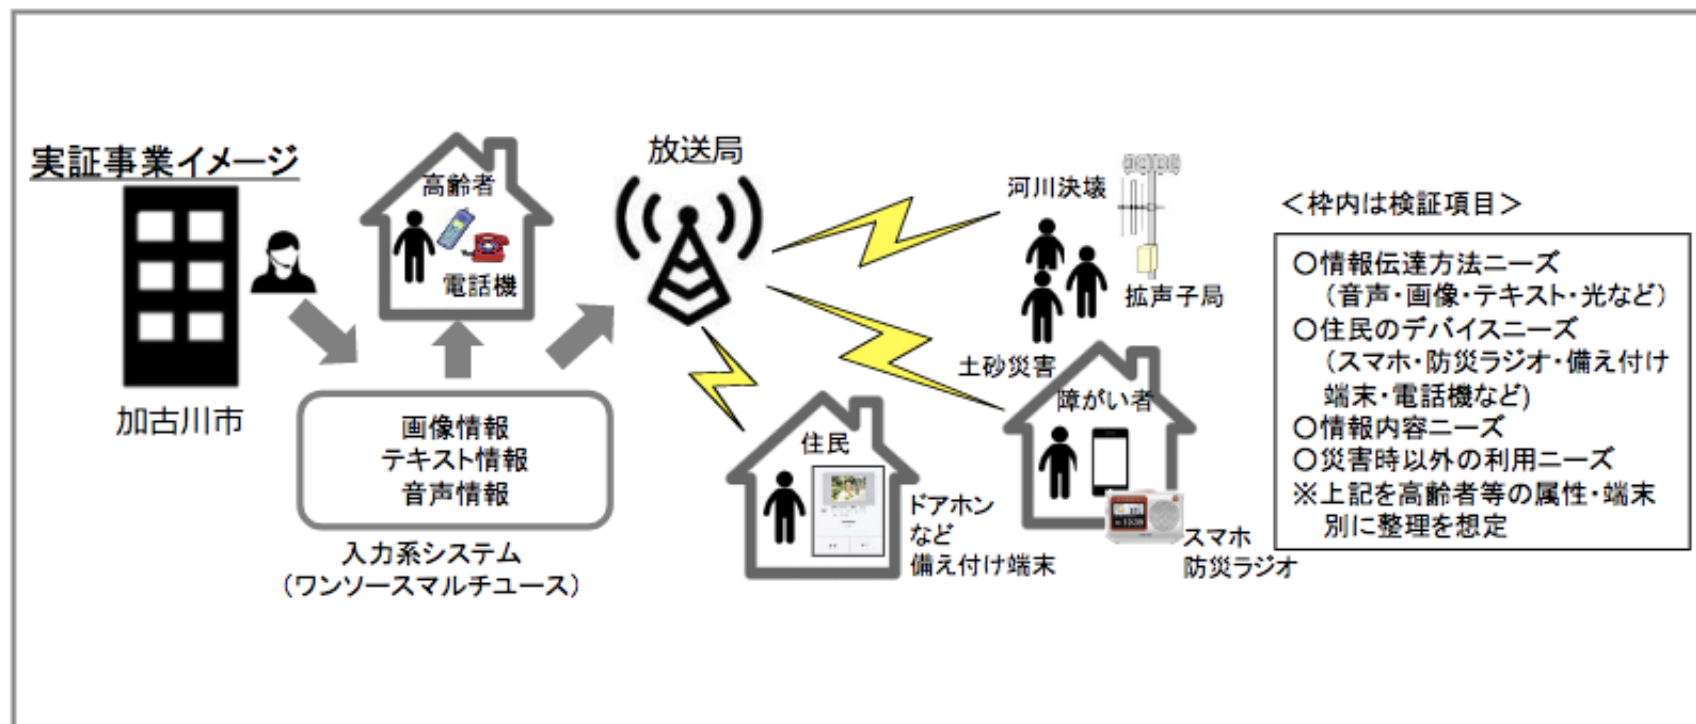 実証事業イメージ
加古川市
高齢者
電話機
画像情報
テキスト情報
音声情報
入力系システム
（ワンソースマルチユース）
放送局
河川決壊
拡声子局
土砂災害
住民
ドアホン
など
備え付け端末
障がい者
スマホ
防災ラジオ
＜枠内は検証項目＞
〇情報伝達方法ニーズ
（音声・画像・テキスト・光など）
〇住民のデバイスニーズ
（スマホ・防災ラジオ・備え付け
端末・電話機など)
〇情報内容ニーズ
〇災害時以外の利用ニーズ
※上記を高齢者等の属性・端末
別に整理を想定